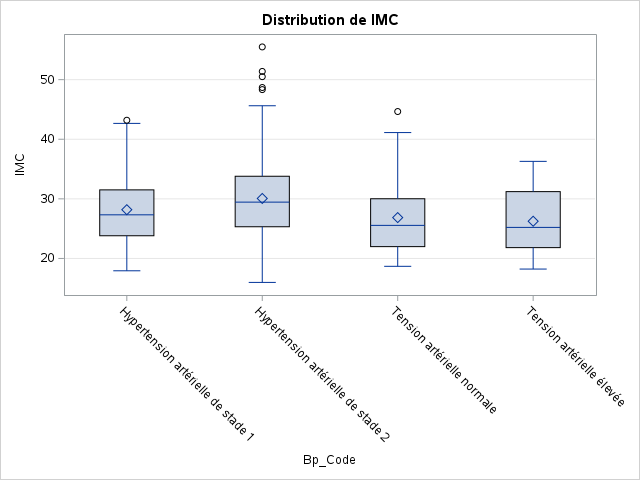 Distribution de IMC
50
40
30
20
IMC
Hypertension artérielle de stade 1
Hypertension artérielle de stade 2
Tension artérielle normale
Tension artérielle élevée
Bp_Code